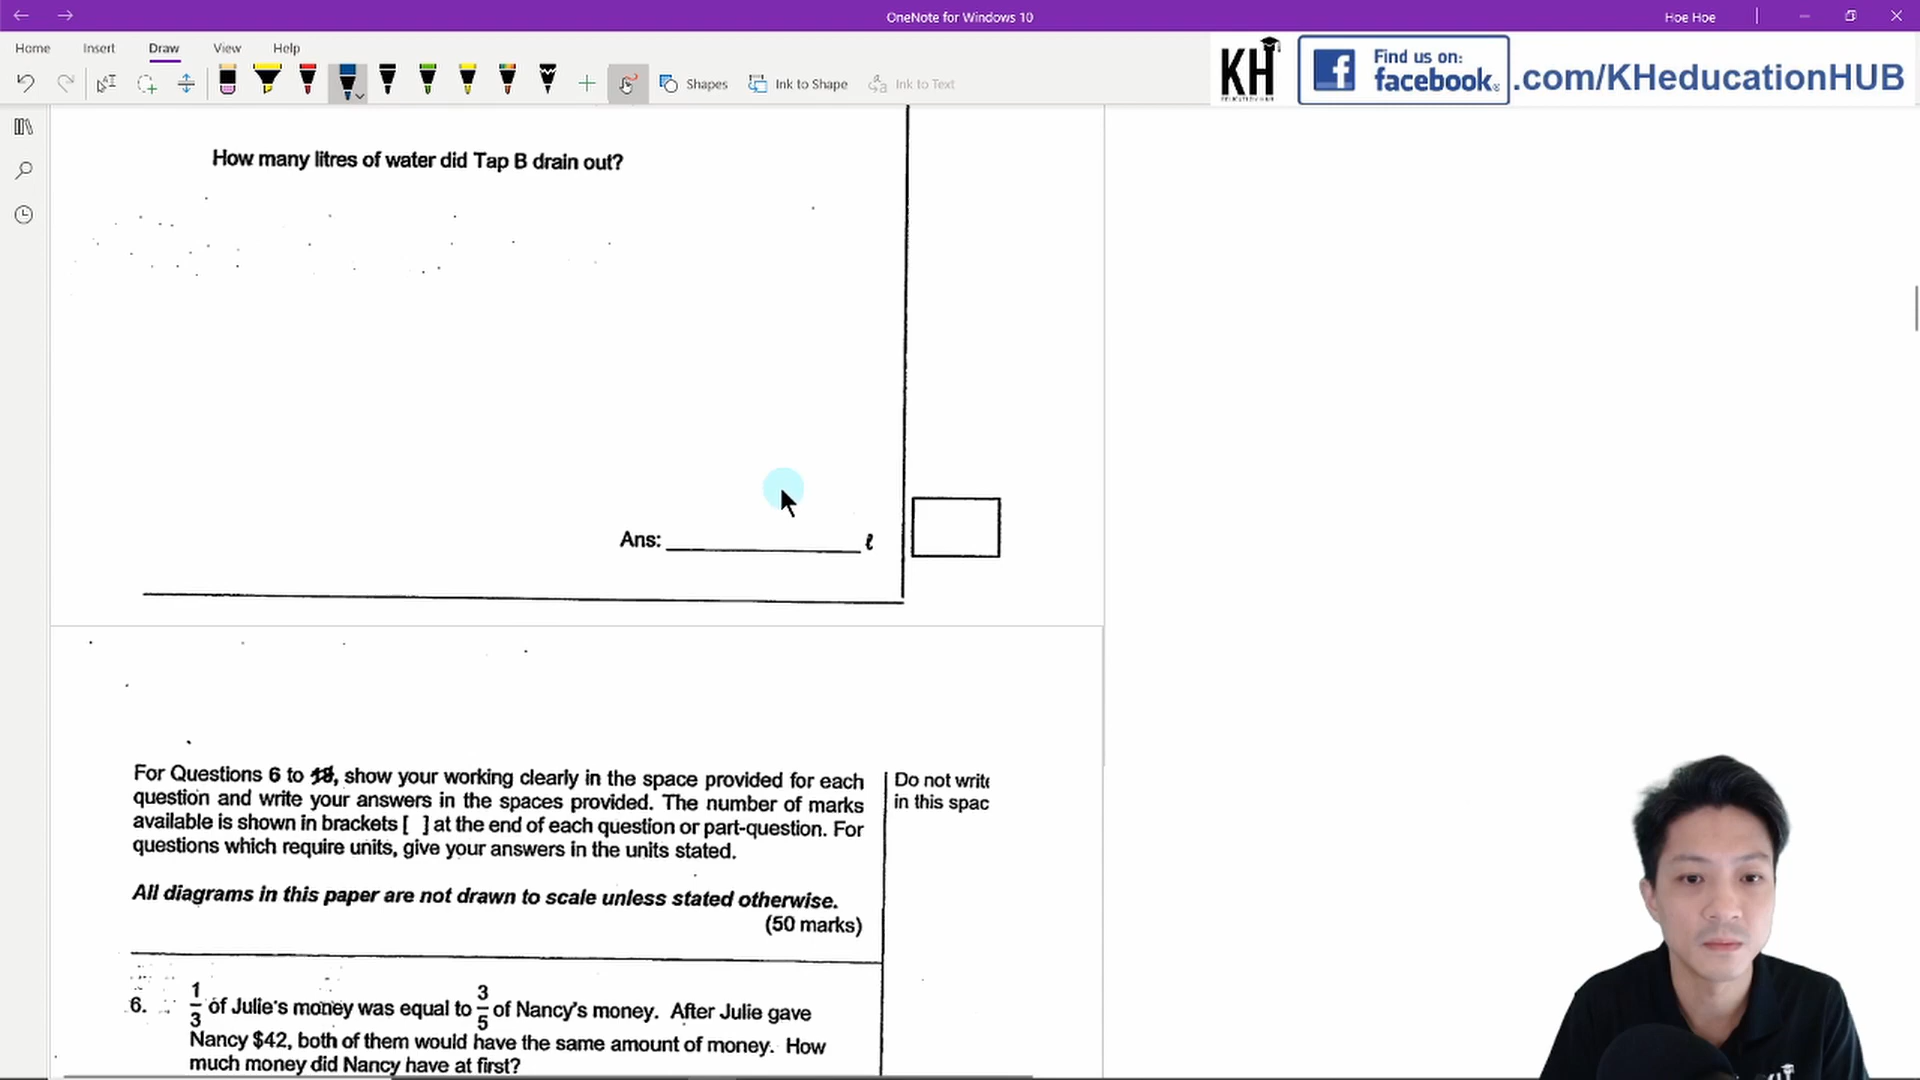 OneNote for Windows 10
Hoe Hoe
Home Insert Draw View Help
Shapes
Ink to Shape
Ink to Text
KH
EDUCATION HUB
f
Find us on:
facebook
.com/KHeducationHUB
How many litres of water did Tap B drain out?
Ans: ____________ ℓ
For Questions 6 to 18, show your working clearly in the space provided for each
question and write your answers in the spaces provided. The number of marks
available is shown in brackets [ ] at the end of each question or part-question. For
questions which require units, give your answers in the units stated.
Do not write
in this spac
All diagrams in this paper are not drawn to scale unless stated otherwise.
(50 marks)
6. 1/3 of Julie's money was equal to 3/5 of Nancy's money. After Julie gave
Nancy $42, both of them would have the same amount of money. How
much money did Nancy have at first?